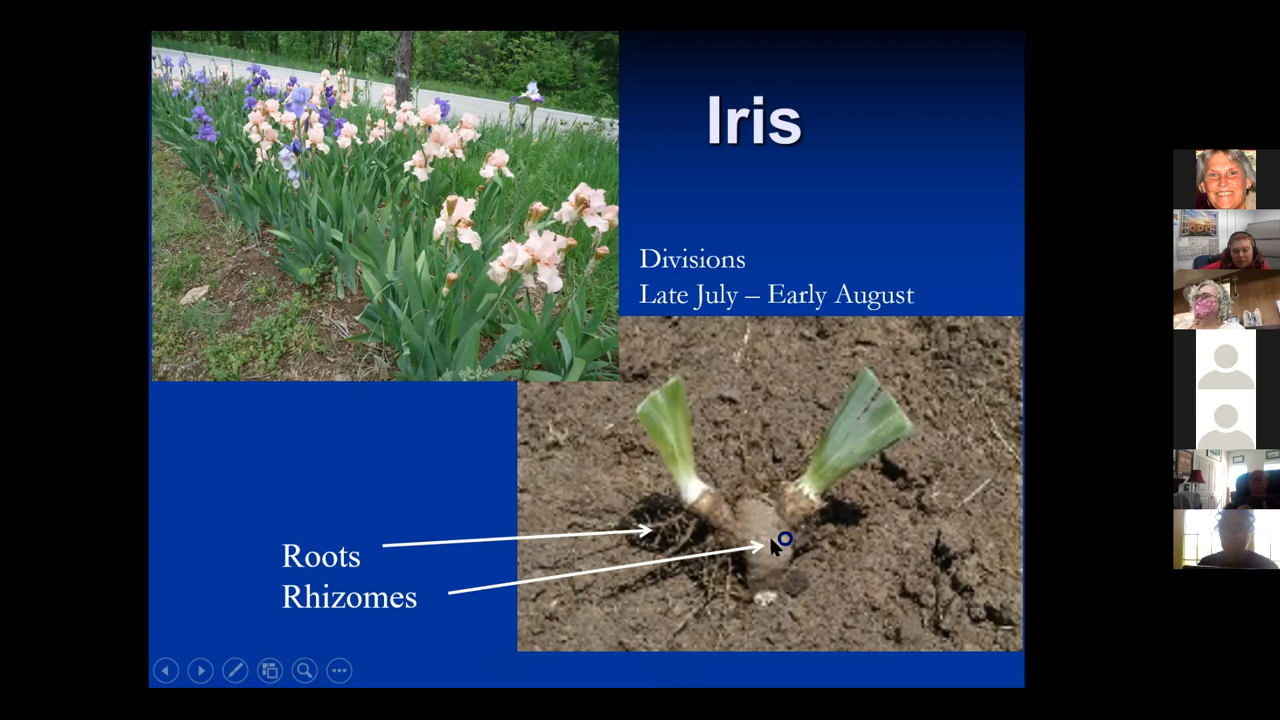 Iris
Divisions
Late July – Early August
Roots
Rhizomes